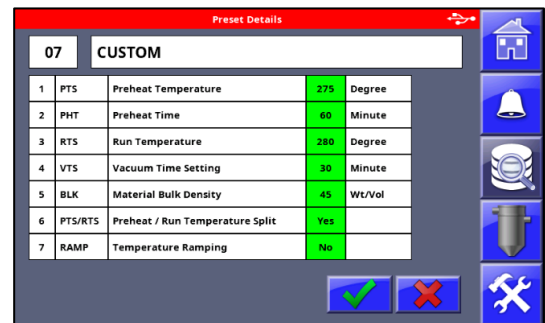 Preset Details
07 CUSTOM
1 PTS Preheat Temperature 275 Degree
2 PHT Preheat Time 60 Minute
3 RTS Run Temperature 280 Degree
4 VTS Vacuum Time Setting 30 Minute
5 BLK Material Bulk Density 45 Wt/Vol
6 PTS/RTS Preheat / Run Temperature Split Yes
7 RAMP Temperature Ramping No